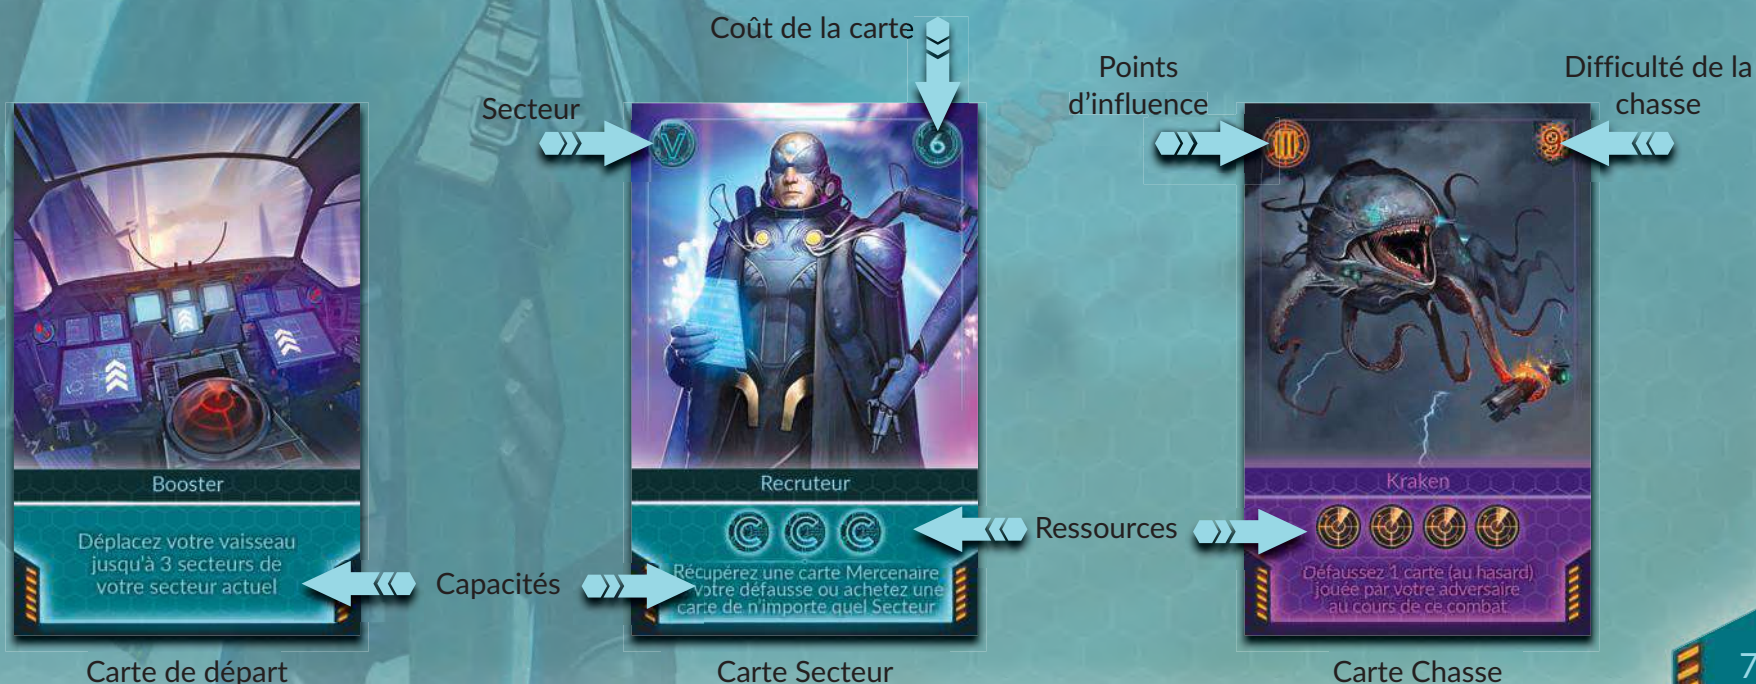 Coût de la carte
Secteur
Points
d'influence
Difficulté de la
chasse
V
6
III
9
Booster
Déplacez votre vaisseau
jusqu'à 3 secteurs de
votre secteur actuel
Capacités
Recruteur
C C C
Récupérez une carte Mercenaire
votre défausse ou achetez une
carte de n'importe quel Secteur
Ressources
Kraken
Défaussez 1 carte (au hasard)
jouée par votre adversaire
au cours de ce combat
Carte de départ
Carte Secteur
Carte Chasse
7